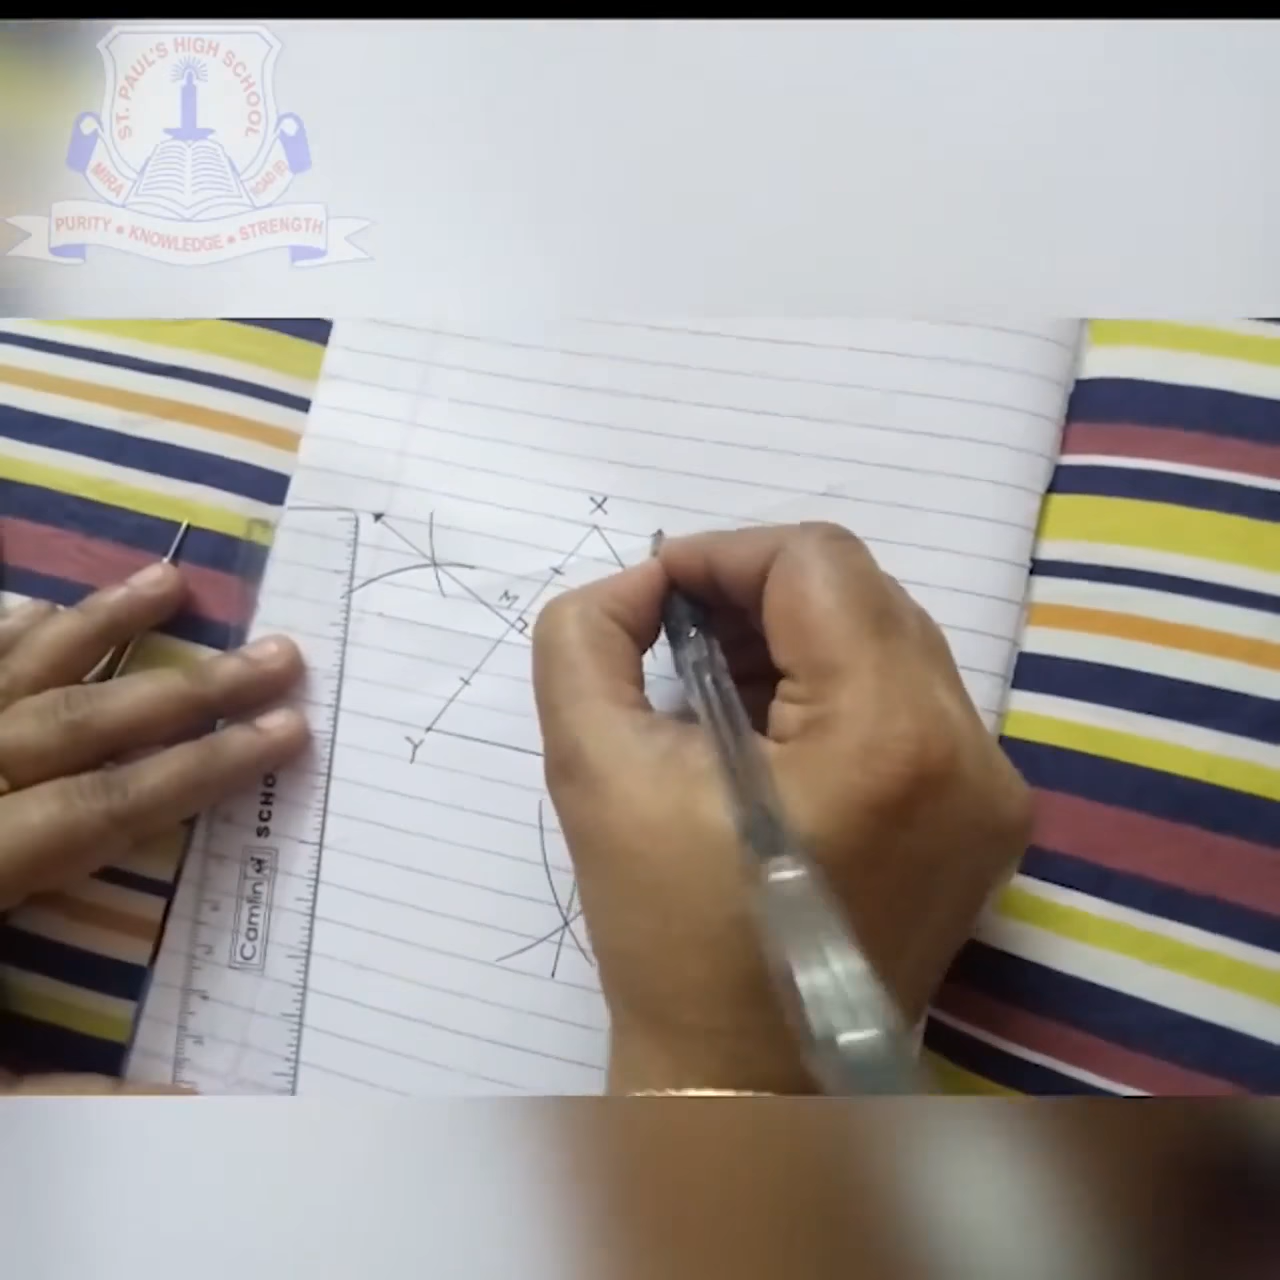 ST. PAUL'S HIGH SCHOOL
MIRA ROAD (E)
PURITY • KNOWLEDGE • STRENGTH
X
M
Y
Camlin SCHO